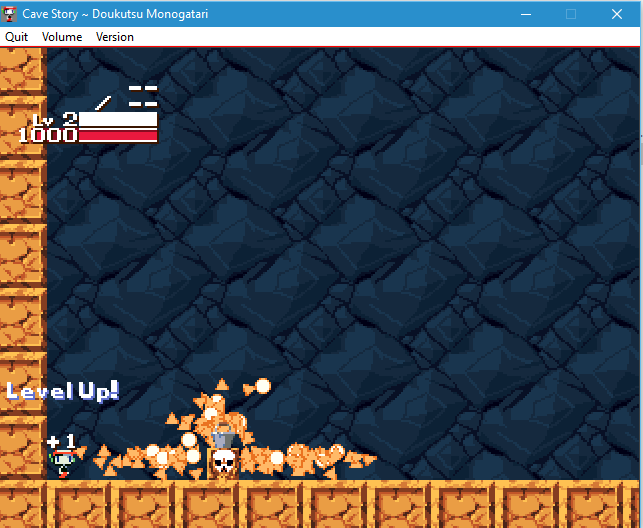 Cave Story ~ Doukutsu Monogatari
Quit Volume Version
--
/ --
Lv 2
1000
Level Up!
+1